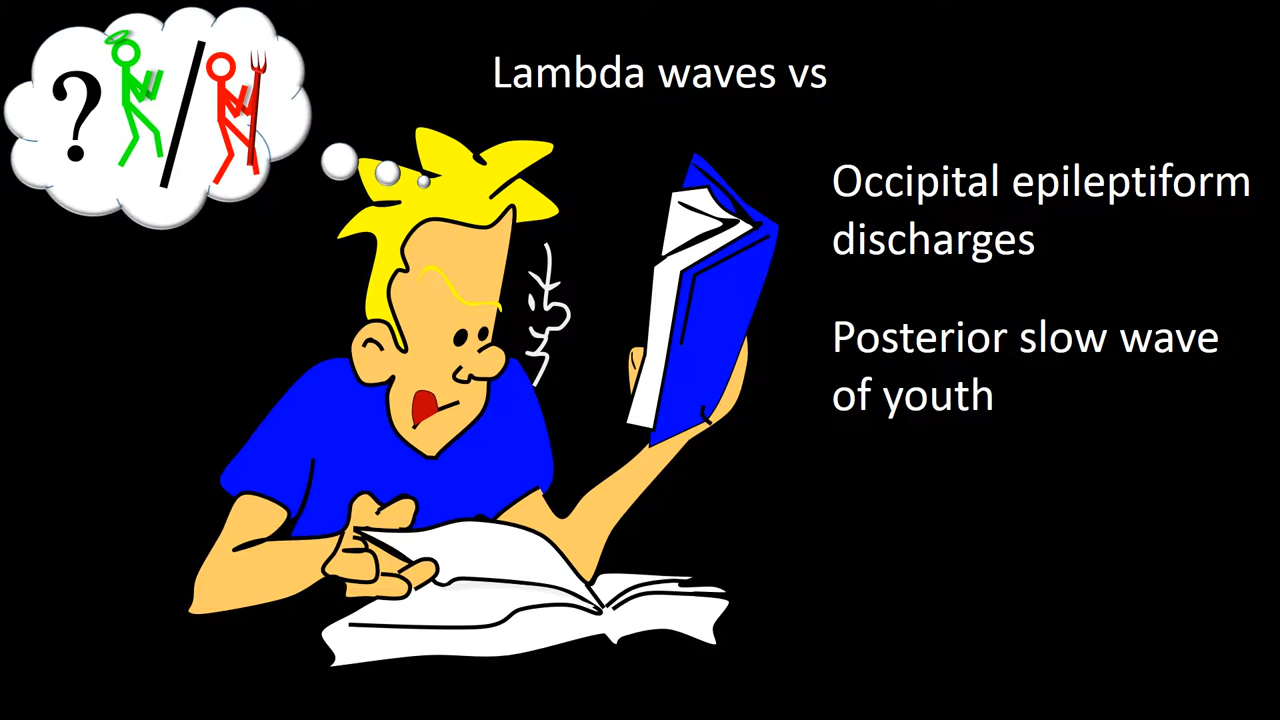 ?
/
Lambda waves vs
Occipital epileptiform
discharges
Posterior slow wave
of youth